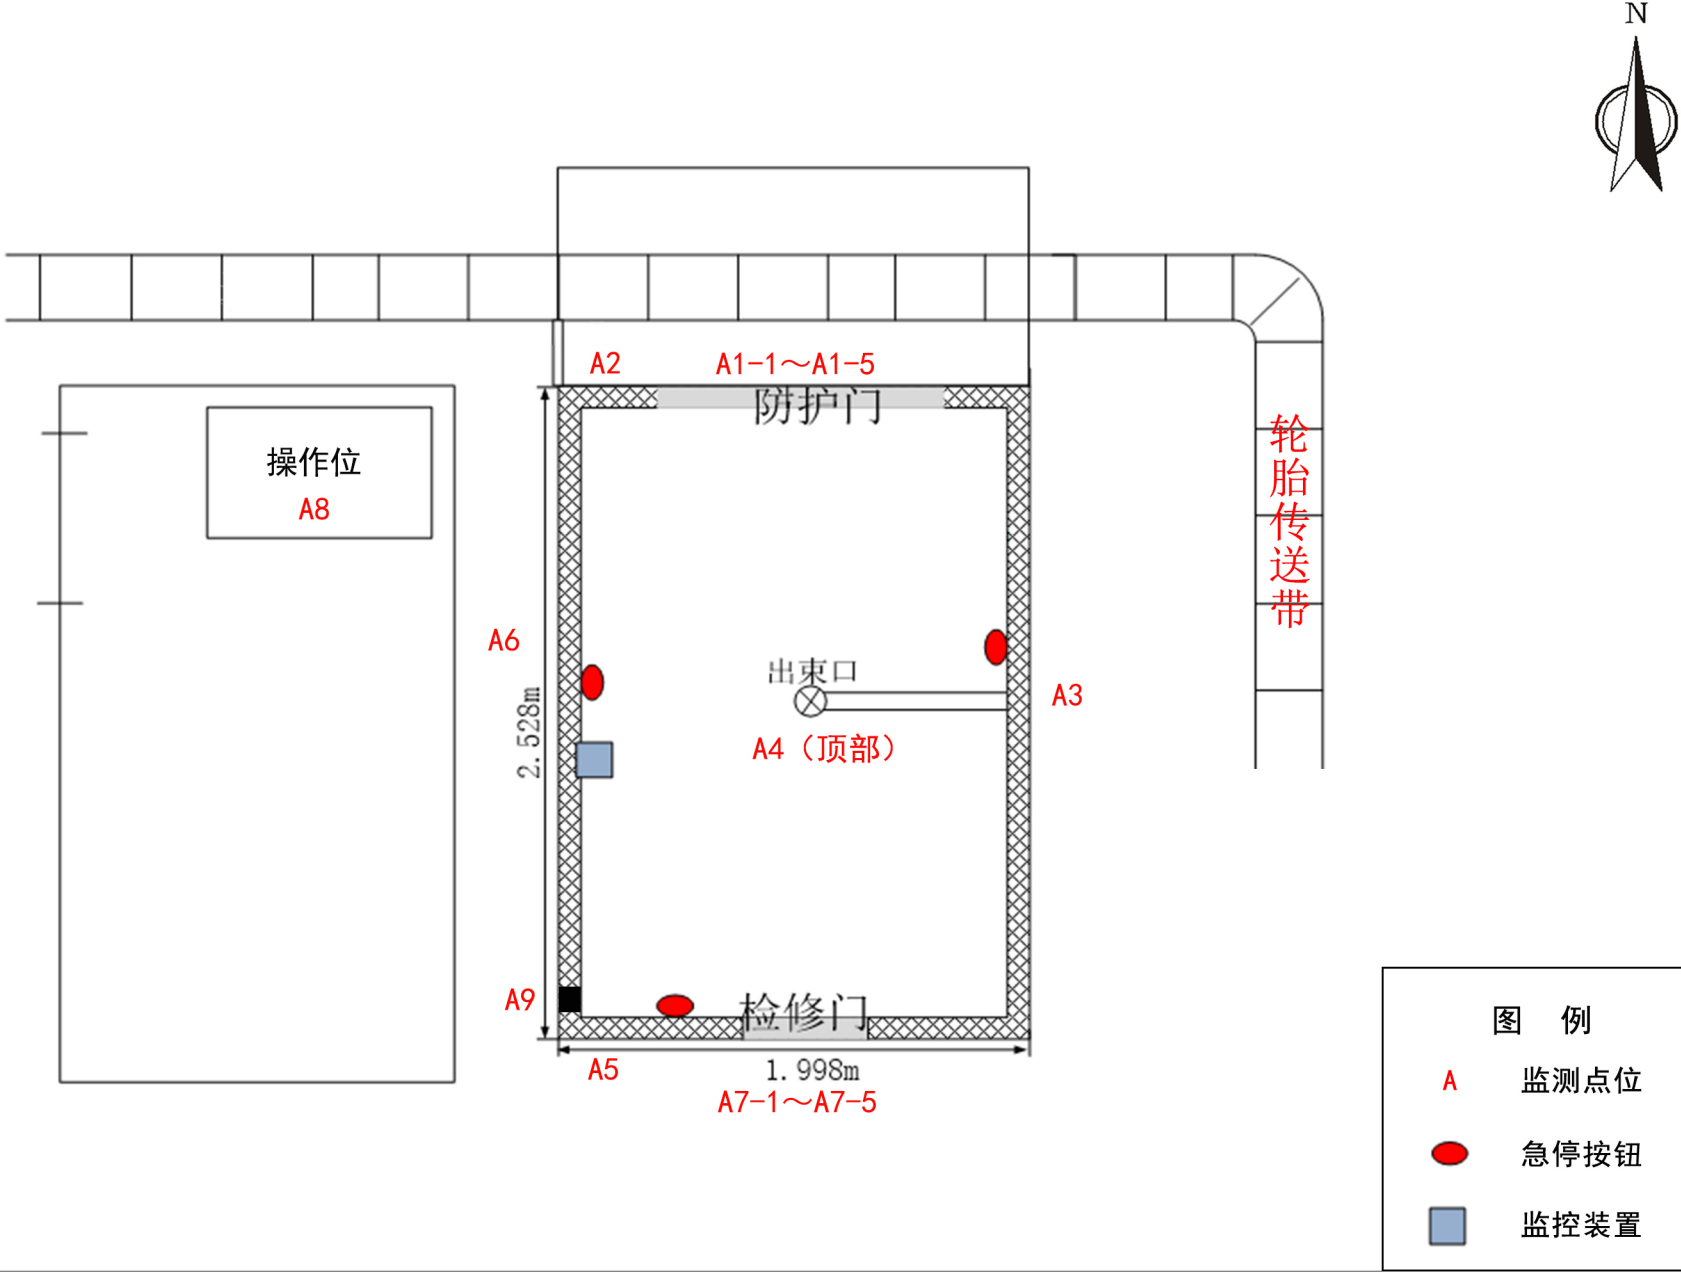 N
A2
A1-1～A1-5
防护门
操作位
A8
轮胎传送带
A6
出束口
A3
2.528m
A4（顶部）
A9
检修门
A5
1.998m
A7-1～A7-5
图 例
A 监测点位
急停按钮
监控装置